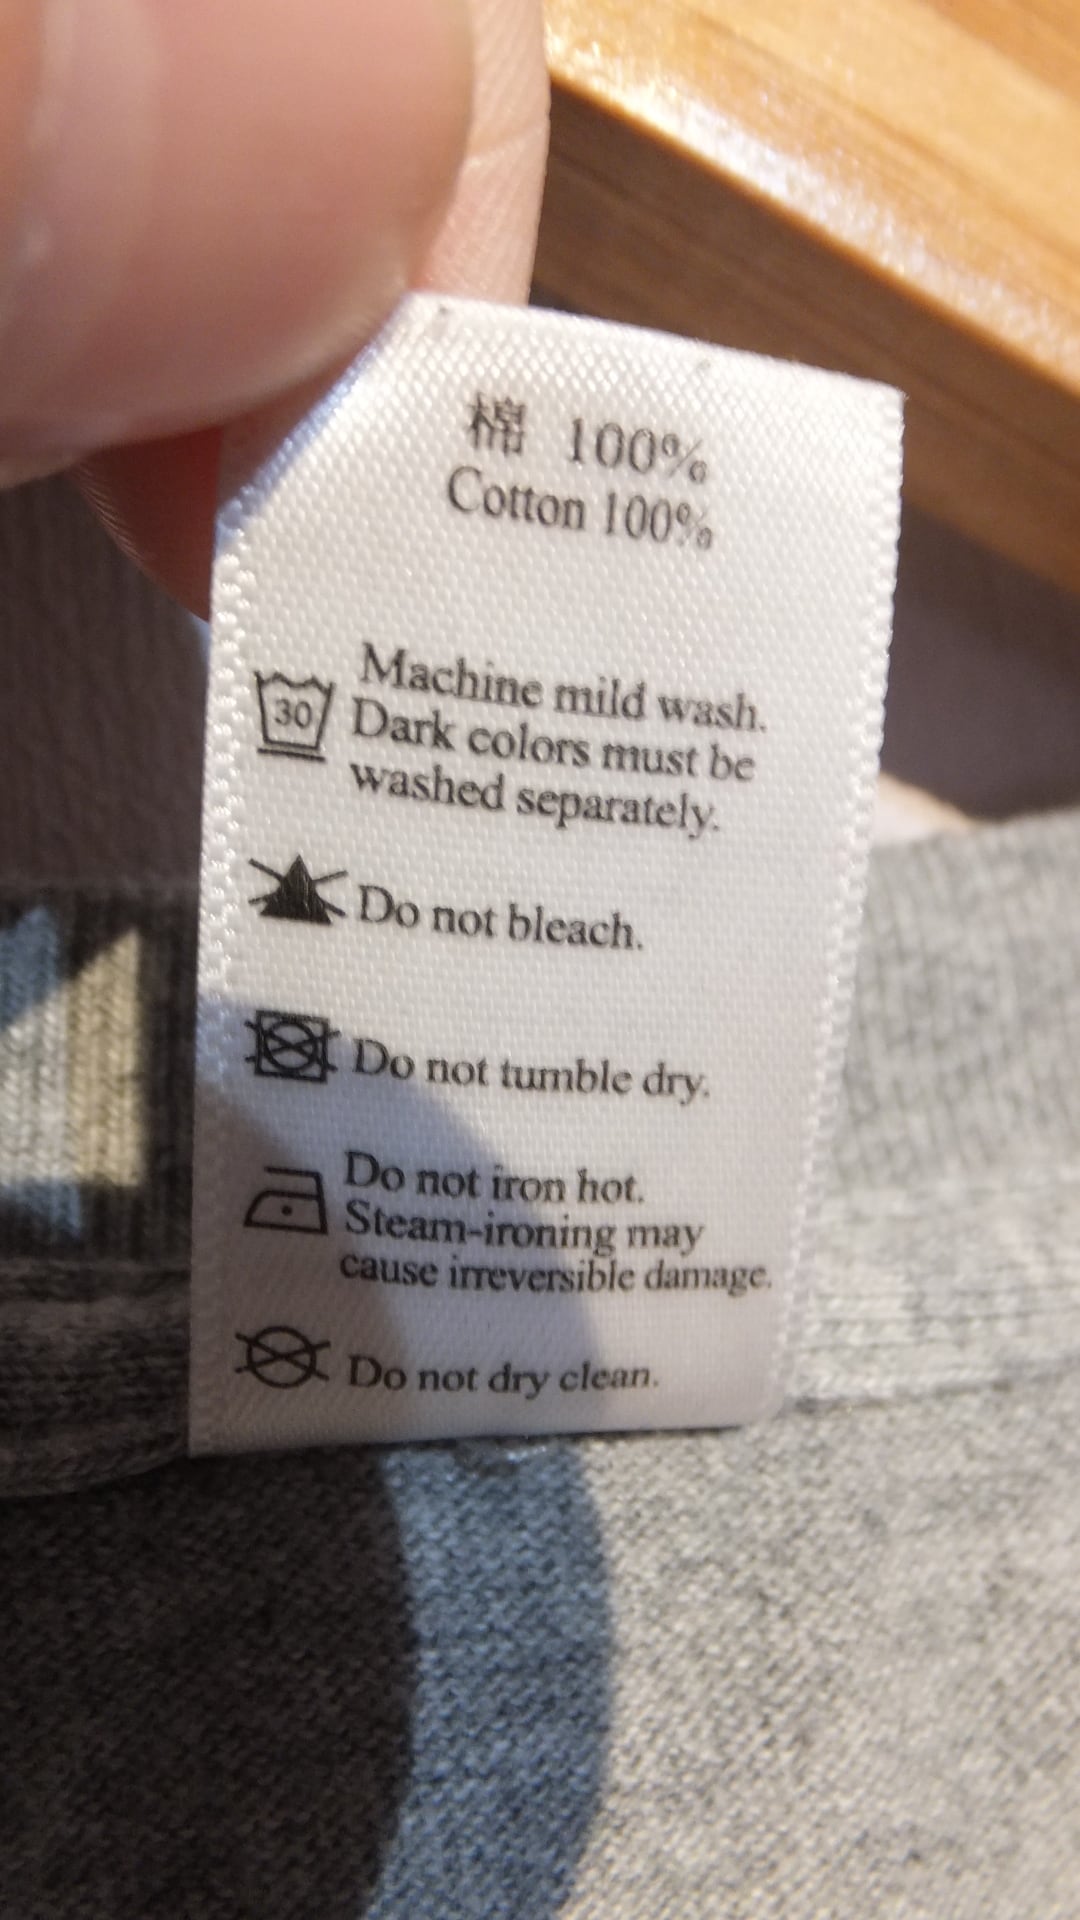 棉 100%
Cotton 100%
Machine mild wash.
30
Dark colors must be
washed separately.
Do not bleach.
Do not tumble dry.
Do not iron hot.
Steam-ironing may
cause irreversible damage.
Do not dry clean.